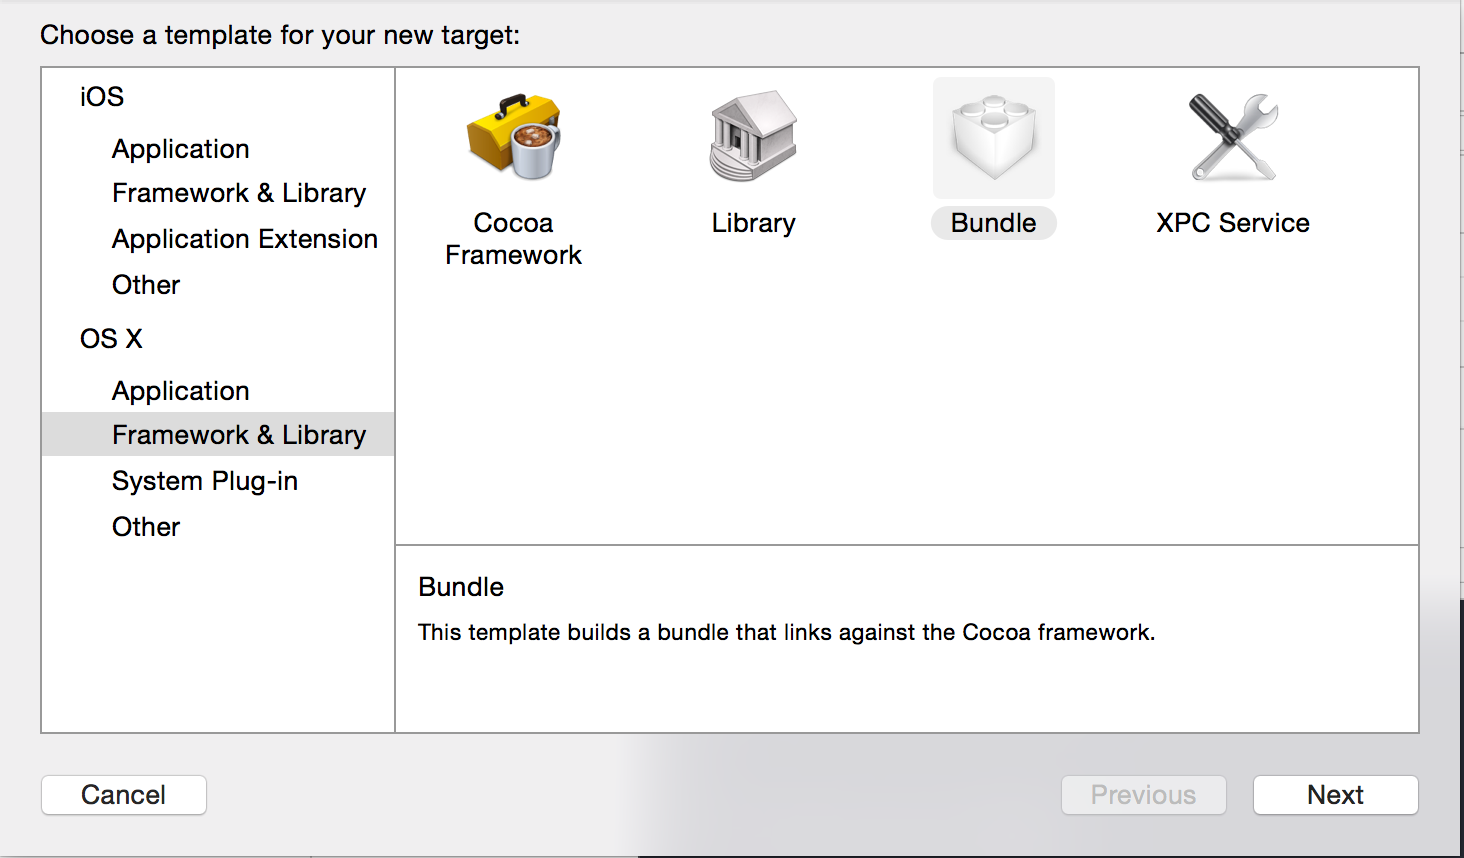 Choose a template for your new target:
iOS
Application
Framework & Library
Application Extension
Other
OS X
Application
Framework & Library
System Plug-in
Other
Cocoa
Framework
Library
Bundle
XPC Service
Bundle
This template builds a bundle that links against the Cocoa framework.
Cancel
Previous
Next